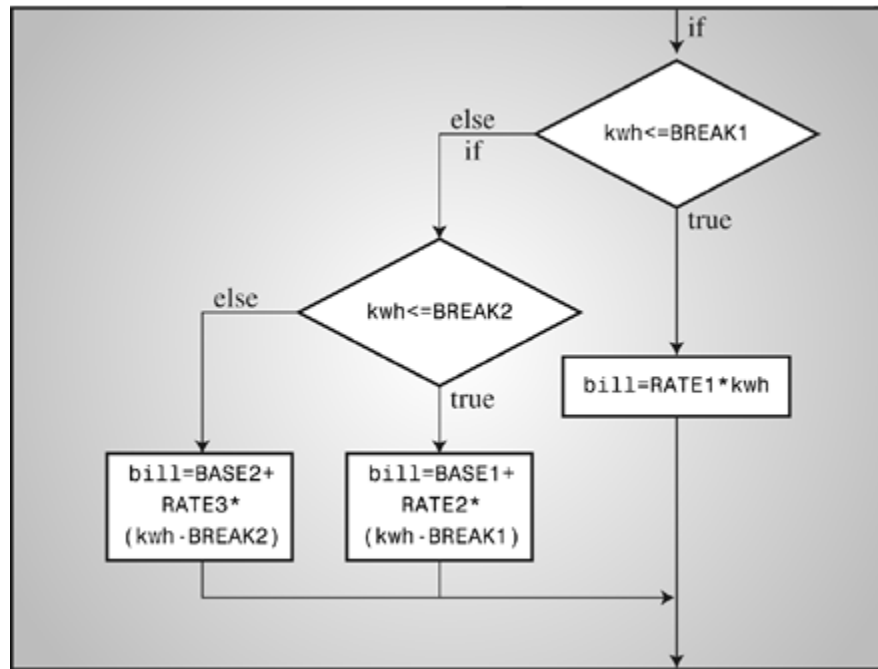 if
kwh<=BREAK1
else
if
true
kwh<=BREAK2
else
true
bill=RATE1*kwh
bill=BASE2+
RATE3*
(kwh-BREAK2)
bill=BASE1+
RATE2*
(kwh-BREAK1)